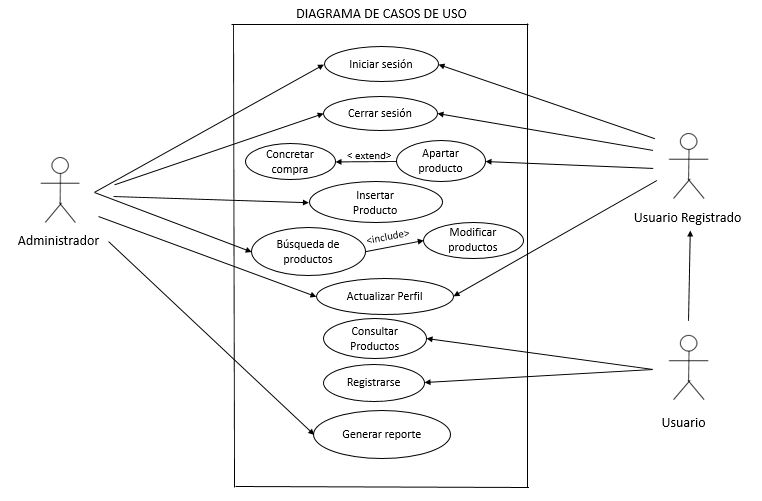 DIAGRAMA DE CASOS DE USO
Iniciar sesión
Cerrar sesión
Concretar
compra
< extend>
Apartar
producto
Insertar
Producto
Búsqueda de
productos
<include>
Modificar
productos
Actualizar Perfil
Consultar
Productos
Registrarse
Generar reporte
Administrador
Usuario Registrado
Usuario